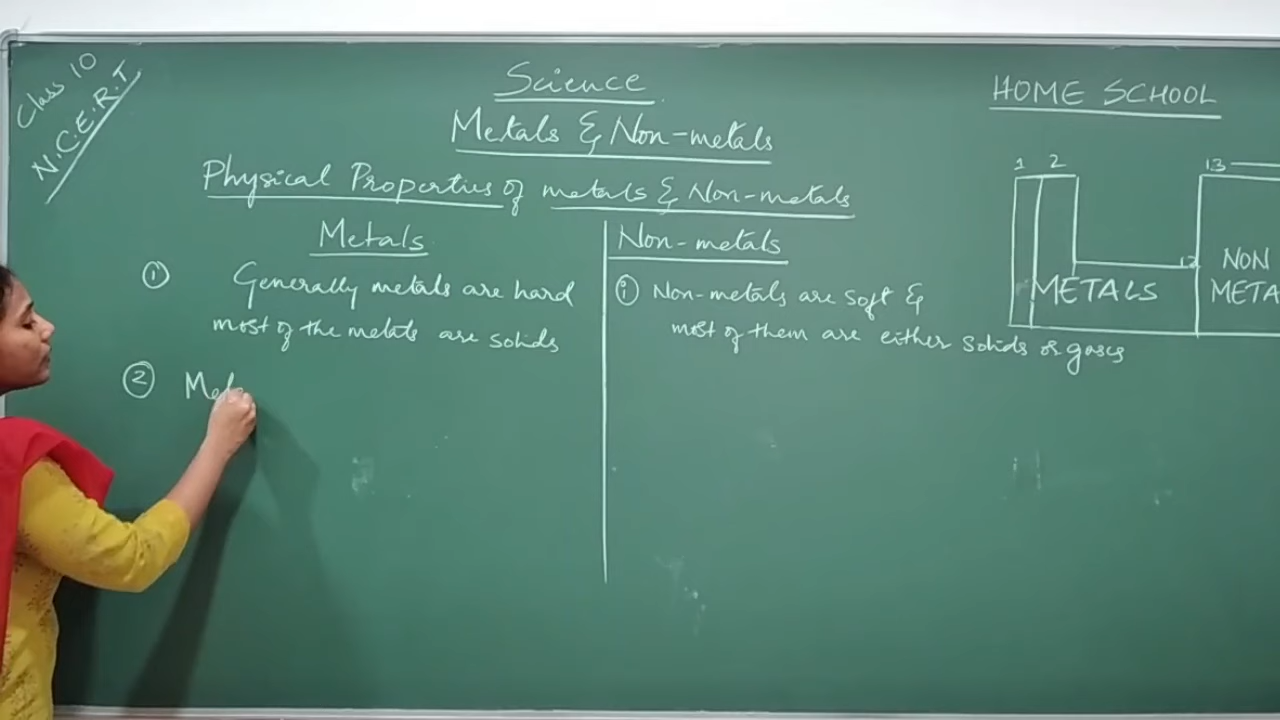 Class 10
N.C.E.R.T
Science
Metals & Non-metals
Physical Properties of metals & Non-metals
Metals
① Generally metals are hard
most of the metals are solids
②
Non-metals
① Non-metals are soft &
most of them are either solids or gases
HOME SCHOOL
1 2 13
12
NON
METALS META